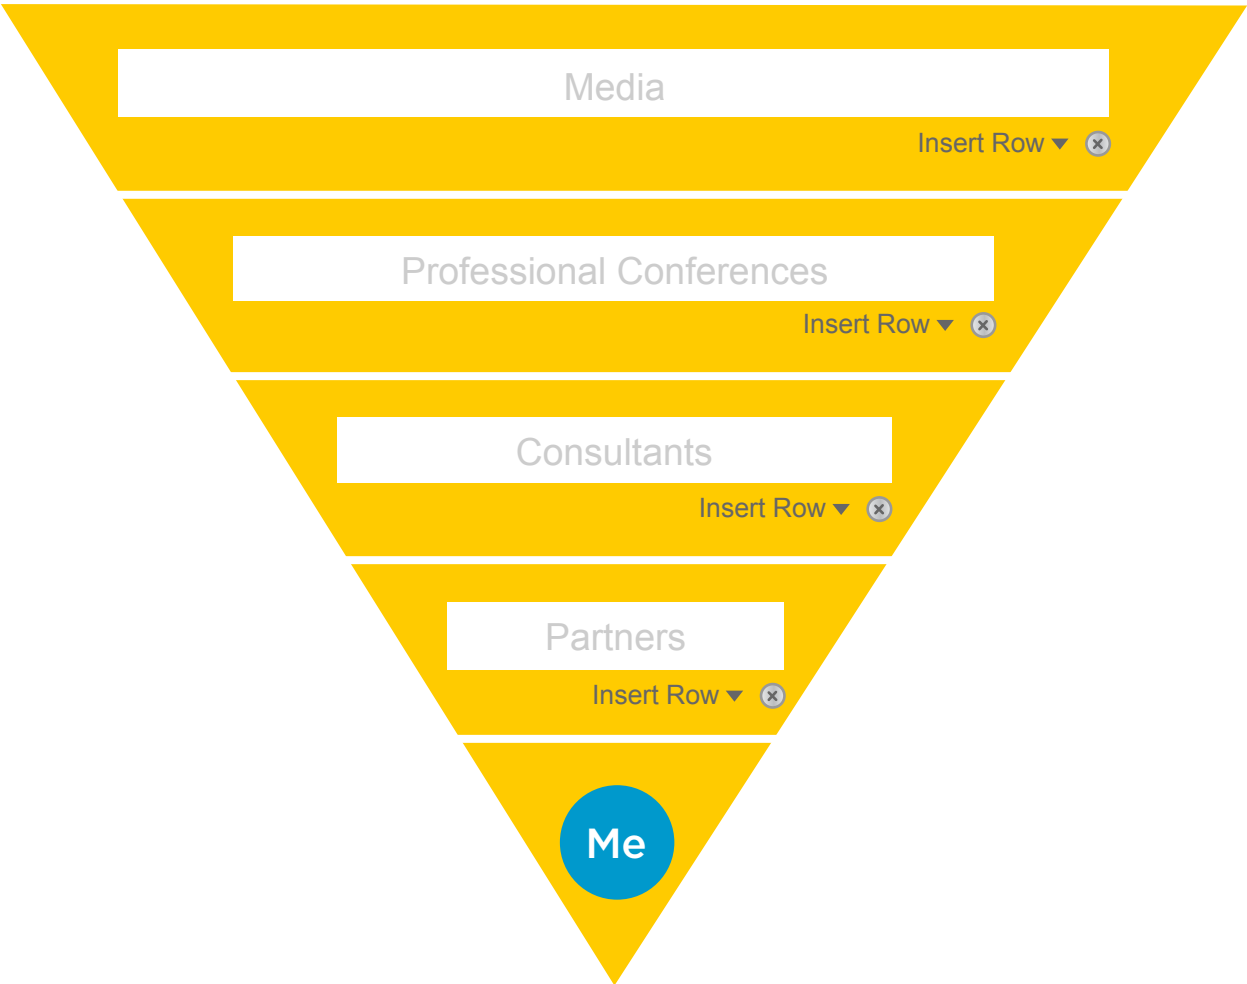 Media
Insert Row
Professional Conferences
Insert Row
Consultants
Insert Row
Partners
Insert Row
Me